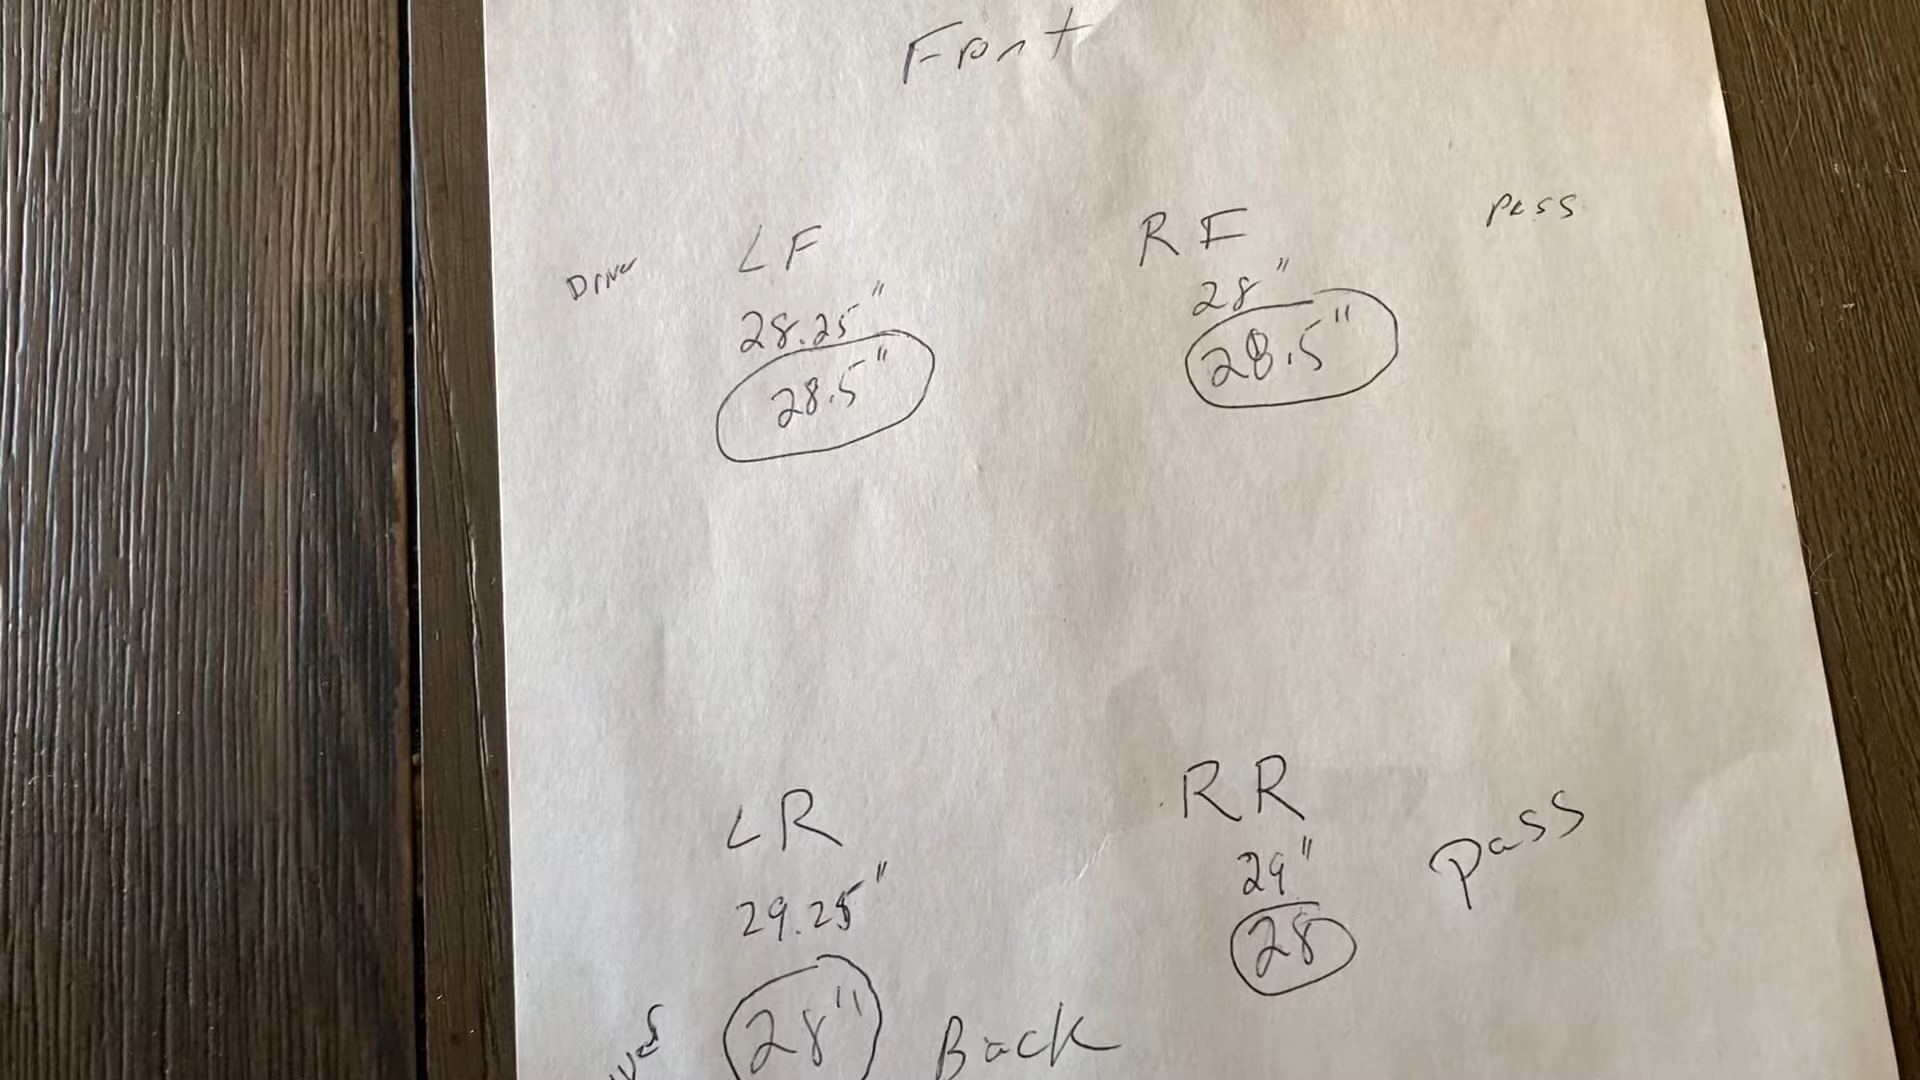 Front
Driver LF RF pass
28.25" 28"
28.5" 28.5"
LR RR
29.25" 29" Pass
28" 28
Back